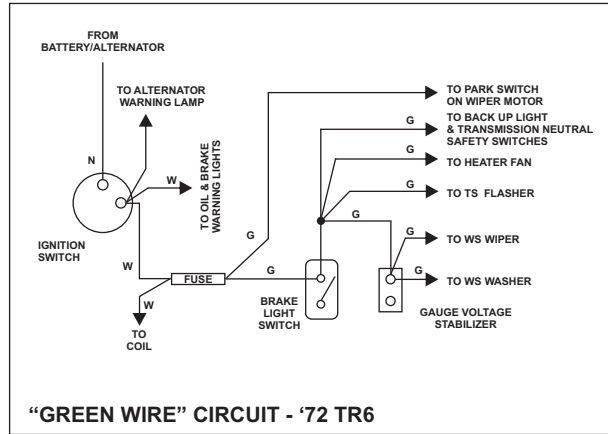 FROM
BATTERY/ALTERNATOR
TO ALTERNATOR
WARNING LAMP
N
W
TO OIL & BRAKE
WARNING LIGHTS
IGNITION
SWITCH
W
W
TO
COIL
FUSE
G
G
BRAKE
LIGHT
SWITCH
TO PARK SWITCH
ON WIPER MOTOR
G
TO BACK UP LIGHT
& TRANSMISSION NEUTRAL
SAFETY SWITCHES
G
TO HEATER FAN
G
TO TS FLASHER
G
G
TO WS WIPER
G
TO WS WASHER
GAUGE VOLTAGE
STABILIZER
“GREEN WIRE” CIRCUIT - ‘72 TR6